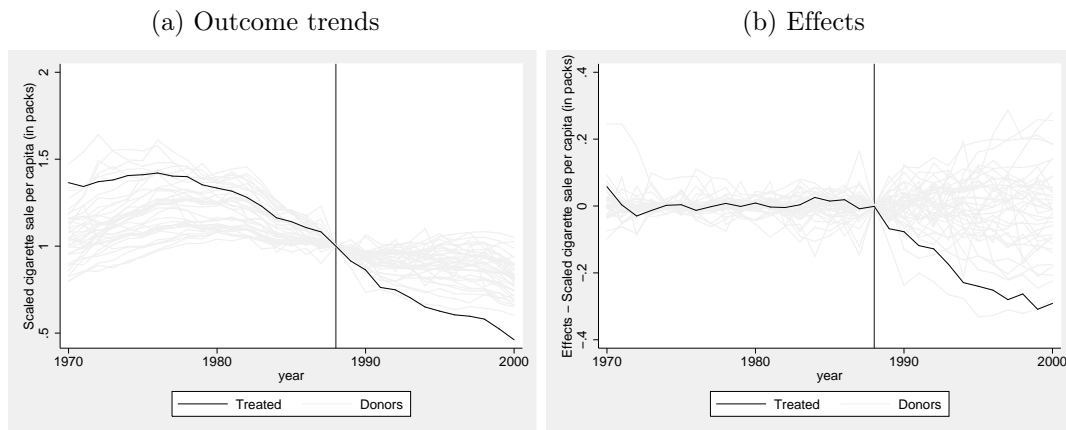 (a) Outcome trends
Scaled cigarette sale per capita (in packs)
2
1.5
1
.5
1970 1980 1990 2000
year
Treated Donors
(b) Effects
Effects − Scaled cigarette sale per capita (in packs)
.4
.2
0
-.2
-.4
1970 1980 1990 2000
year
Treated Donors